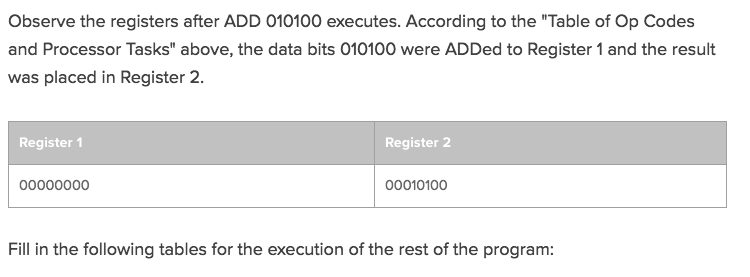 Observe the registers after ADD 010100 executes. According to the "Table of Op Codes
and Processor Tasks" above, the data bits 010100 were ADDed to Register 1 and the result
was placed in Register 2.
Register 1 Register 2
00000000 00010100
Fill in the following tables for the execution of the rest of the program: